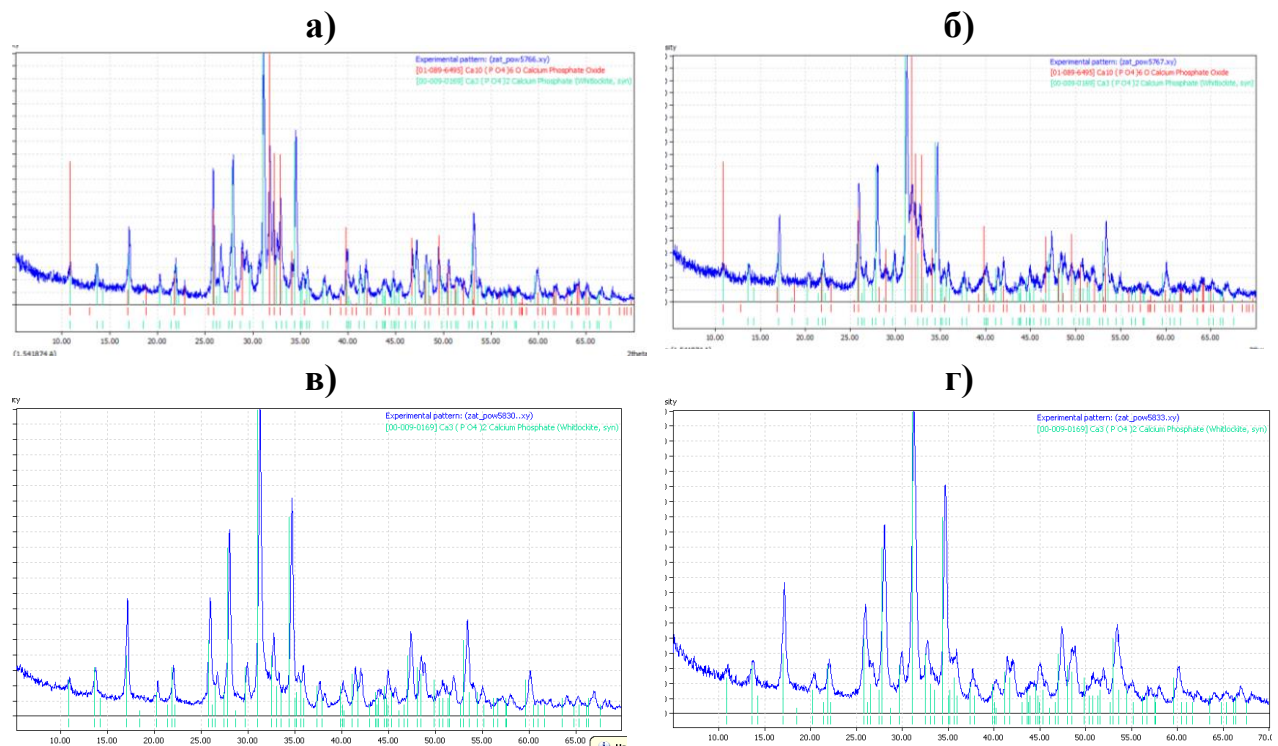 а)
Experimental pattern: (zat_pow5766.xy)
[01-089-6495] Ca10 ( P O4 )6 O Calcium Phosphate Oxide
[00-009-0169] Ca3 ( P O4 )2 Calcium Phosphate (Whitlockite, syn)
10.00 15.00 20.00 25.00 30.00 35.00 40.00 45.00 50.00 55.00 60.00 65.00
(1.541874 A)
2theta
б)
sity
Experimental pattern: (zat_pow5767.xy)
[01-089-6495] Ca10 ( P O4 )6 O Calcium Phosphate Oxide
[00-009-0169] Ca3 ( P O4 )2 Calcium Phosphate (Whitlockite, syn)
10.00 15.00 20.00 25.00 30.00 35.00 40.00 45.00 50.00 55.00 60.00 65.00
в)
Experimental pattern: (zat_pow5830..xy)
[00-009-0169] Ca3 ( P O4 )2 Calcium Phosphate (Whitlockite, syn)
10.00 15.00 20.00 25.00 30.00 35.00 40.00 45.00 50.00 55.00 60.00 65.00
г)
sity
Experimental pattern: (zat_pow5833.xy)
[00-009-0169] Ca3 ( P O4 )2 Calcium Phosphate (Whitlockite, syn)
10.00 15.00 20.00 25.00 30.00 35.00 40.00 45.00 50.00 55.00 60.00 65.00 70.0